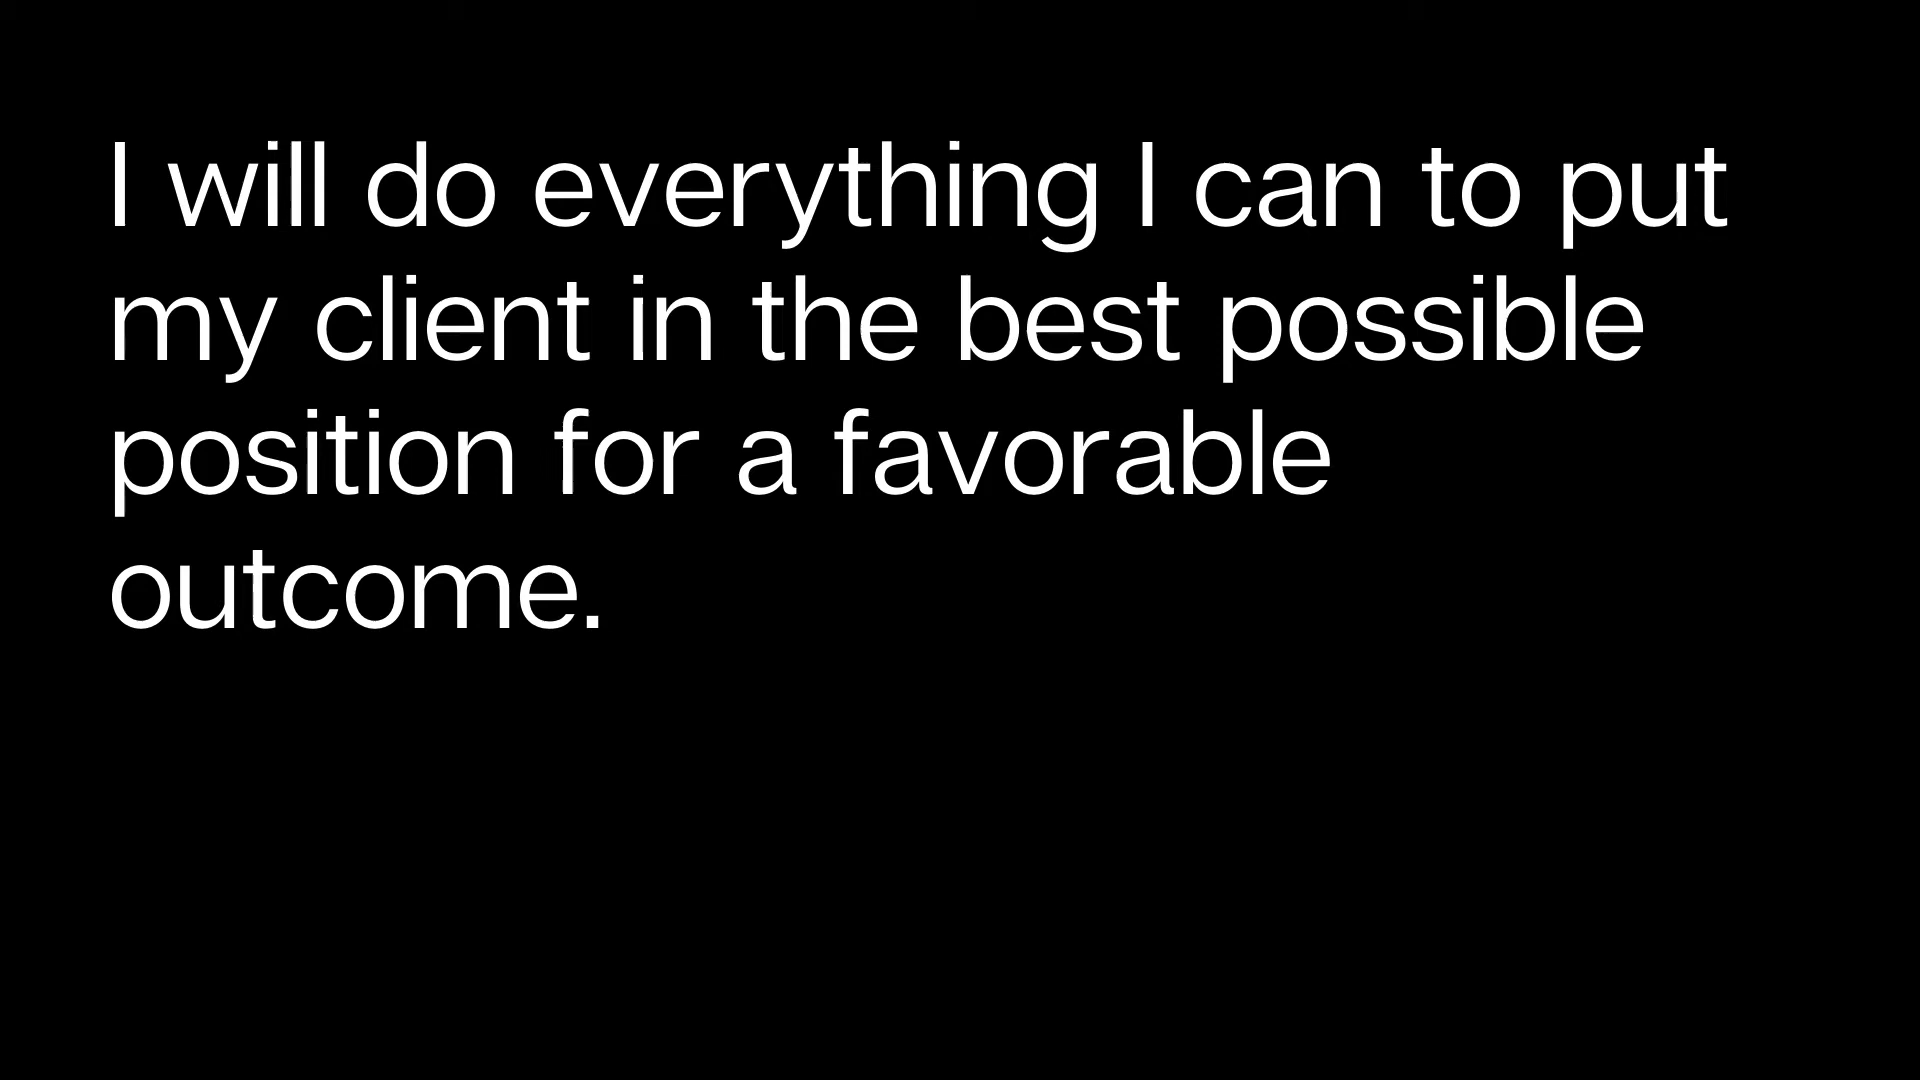 I will do everything I can to put
my client in the best possible
position for a favorable
outcome.